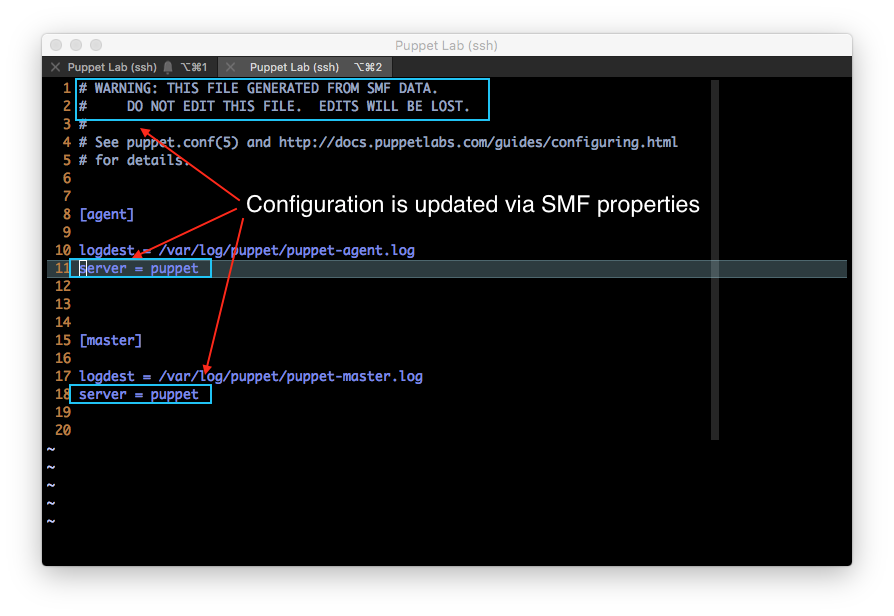 Puppet Lab (ssh)
Puppet Lab (ssh) ⌥⌘1 Puppet Lab (ssh) ⌥⌘2
1 # WARNING: THIS FILE GENERATED FROM SMF DATA.
2 #     DO NOT EDIT THIS FILE.  EDITS WILL BE LOST.
3 #
4 # See puppet.conf(5) and http://docs.puppetlabs.com/guides/configuring.html
5 # for details.
6
7
Configuration is updated via SMF properties
8 [agent]
9
10 logdest = /var/log/puppet/puppet-agent.log
11 server = puppet
12
13
14
15 [master]
16
17 logdest = /var/log/puppet/puppet-master.log
18 server = puppet
19
20
~
~
~
~
~